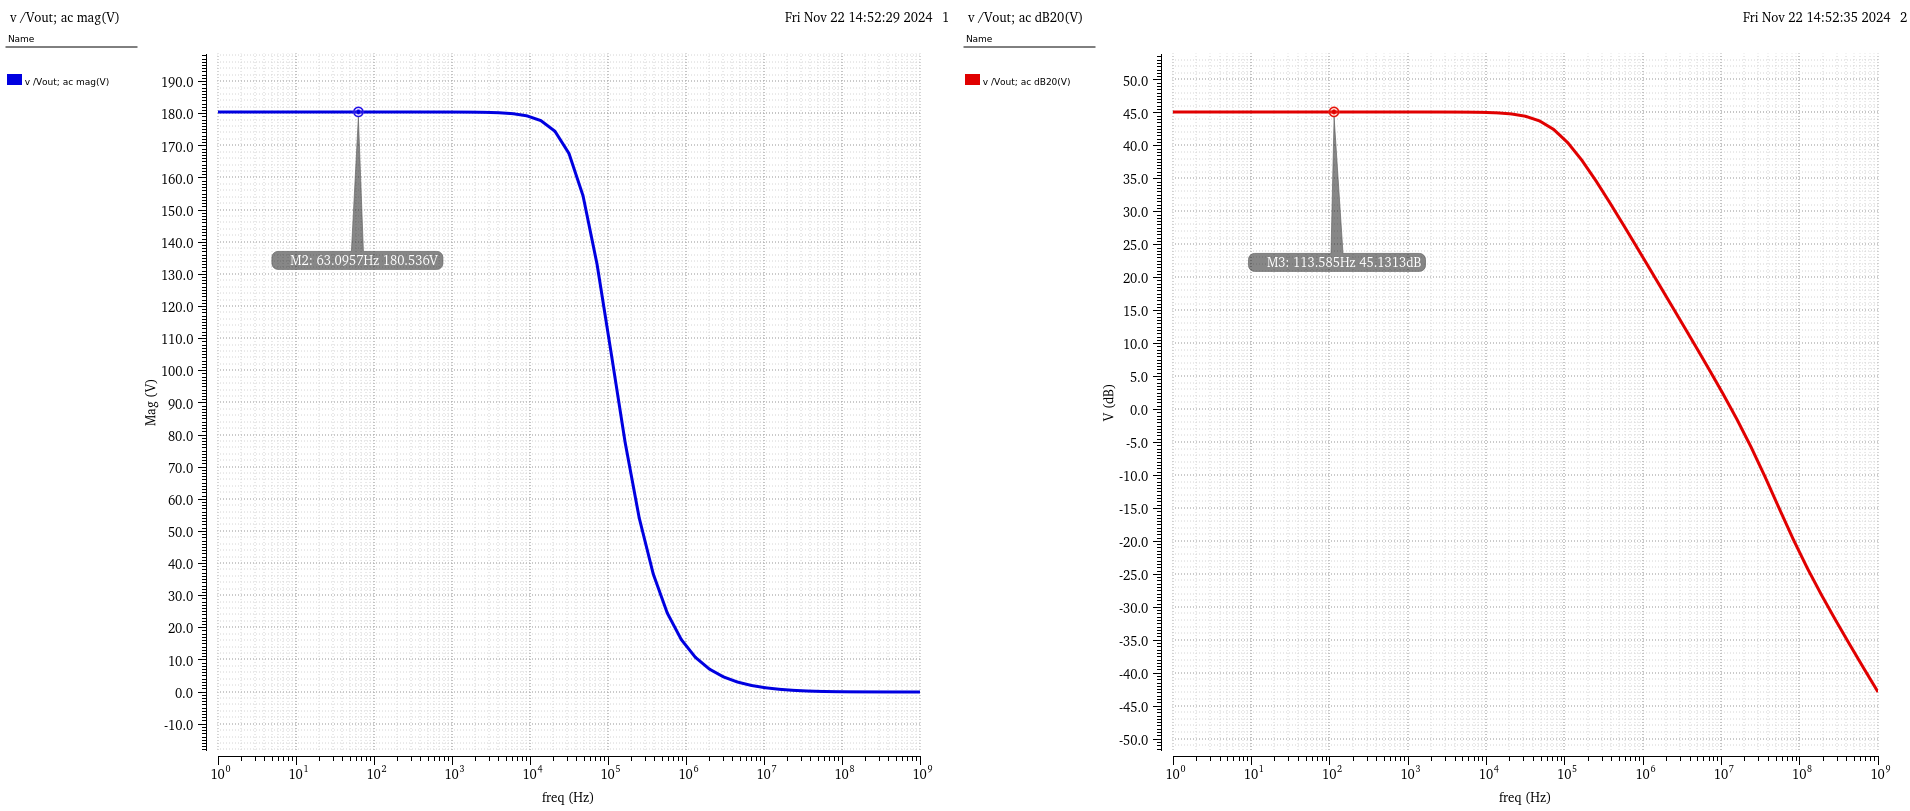 v /Vout; ac mag(V)
Fri Nov 22 14:52:29 2024 1
Name
v /Vout; ac mag(V)
190.0
180.0
170.0
160.0
150.0
140.0
130.0
120.0
110.0
100.0
90.0
80.0
70.0
60.0
50.0
40.0
30.0
20.0
10.0
0.0
-10.0
Mag (V)
M2: 63.0957Hz 180.536V
10⁰ 10¹ 10² 10³ 10⁴ 10⁵ 10⁶ 10⁷ 10⁸ 10⁹
freq (Hz)
v /Vout; ac dB20(V)
Fri Nov 22 14:52:35 2024 2
Name
v /Vout; ac dB20(V)
50.0
45.0
40.0
35.0
30.0
25.0
20.0
15.0
10.0
5.0
0.0
-5.0
-10.0
-15.0
-20.0
-25.0
-30.0
-35.0
-40.0
-45.0
-50.0
V (dB)
M3: 113.585Hz 45.1313dB
10⁰ 10¹ 10² 10³ 10⁴ 10⁵ 10⁶ 10⁷ 10⁸ 10⁹
freq (Hz)